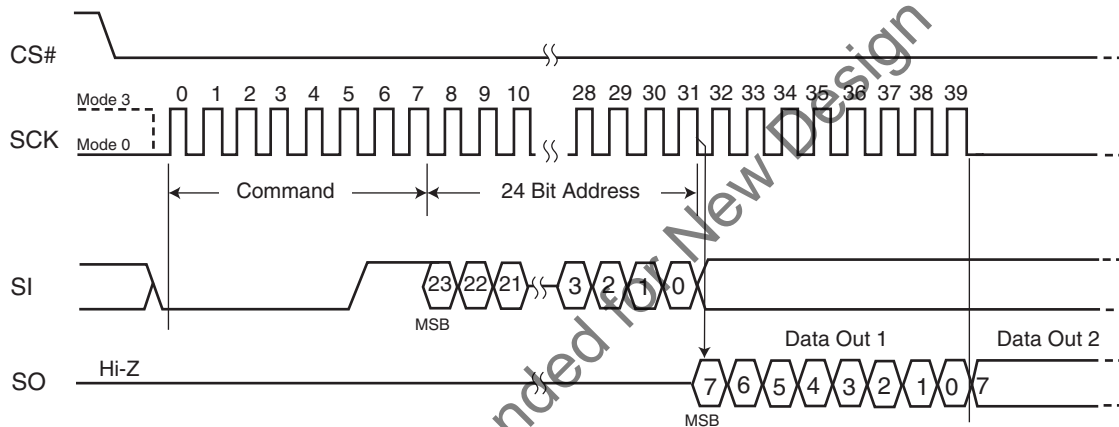 CS#
Mode 3
SCK
Mode 0
0 1 2 3 4 5 6 7 8 9 10 28 29 30 31 32 33 34 35 36 37 38 39
Command
24 Bit Address
SI
23 22 21 3 2 1 0
MSB
Data Out 1
Data Out 2
SO
Hi-Z
7 6 5 4 3 2 1 0 7
MSB
nded for New Design